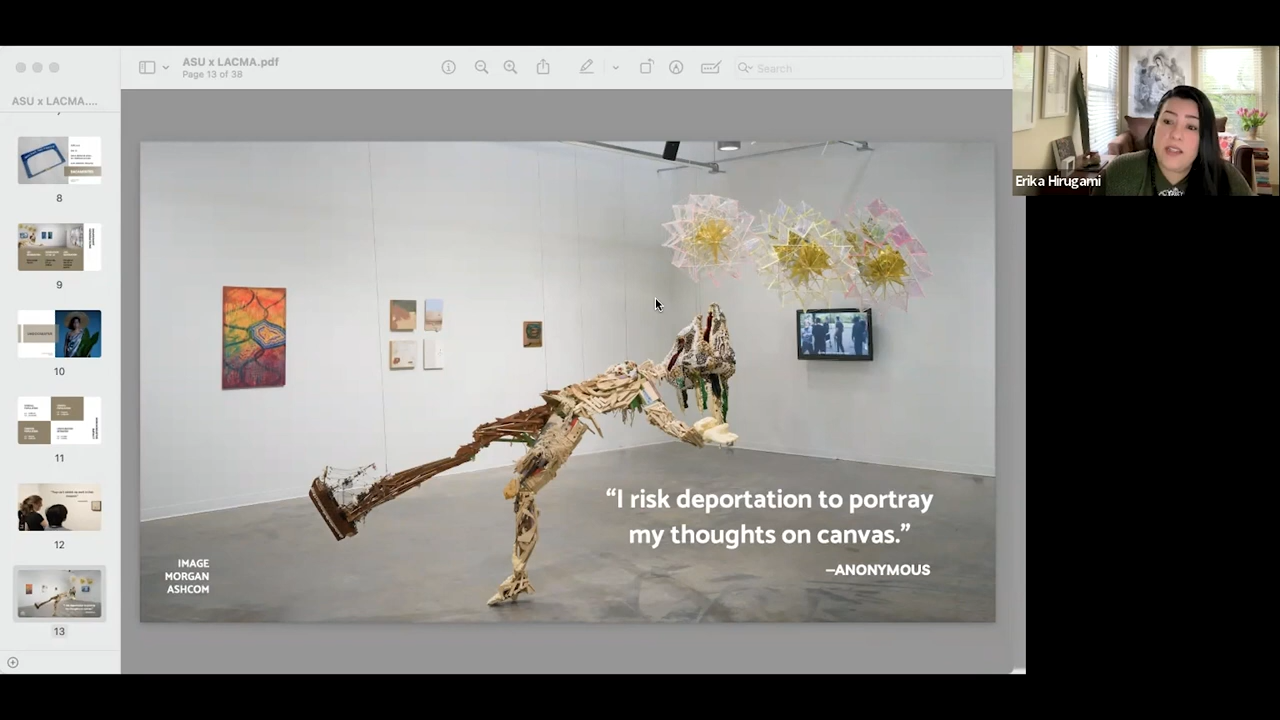 ASU x LACMA.pdf
Page 13 of 38
Search
ASU x LACMA....
8
9
10
11
12
13
“I risk deportation to portray
my thoughts on canvas.”
–ANONYMOUS
IMAGE
MORGAN
ASHCOM
Erika Hirugami